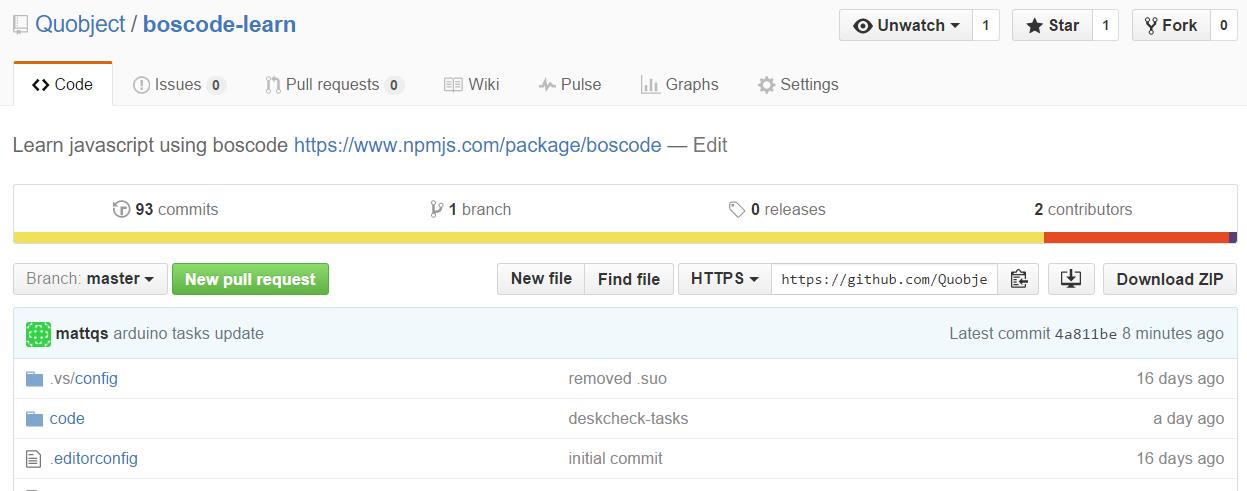 Quobject / boscode-learn Unwatch 1 Star 1 Fork 0
Code Issues 0 Pull requests 0 Wiki Pulse Graphs Settings
Learn javascript using boscode https://www.npmjs.com/package/boscode — Edit
93 commits 1 branch 0 releases 2 contributors
Branch: master New pull request New file Find file HTTPS https://github.com/Quobje Download ZIP
mattqs arduino tasks update Latest commit 4a811be 8 minutes ago
.vs/config removed .suo 16 days ago
code deskcheck-tasks a day ago
.editorconfig initial commit 16 days ago